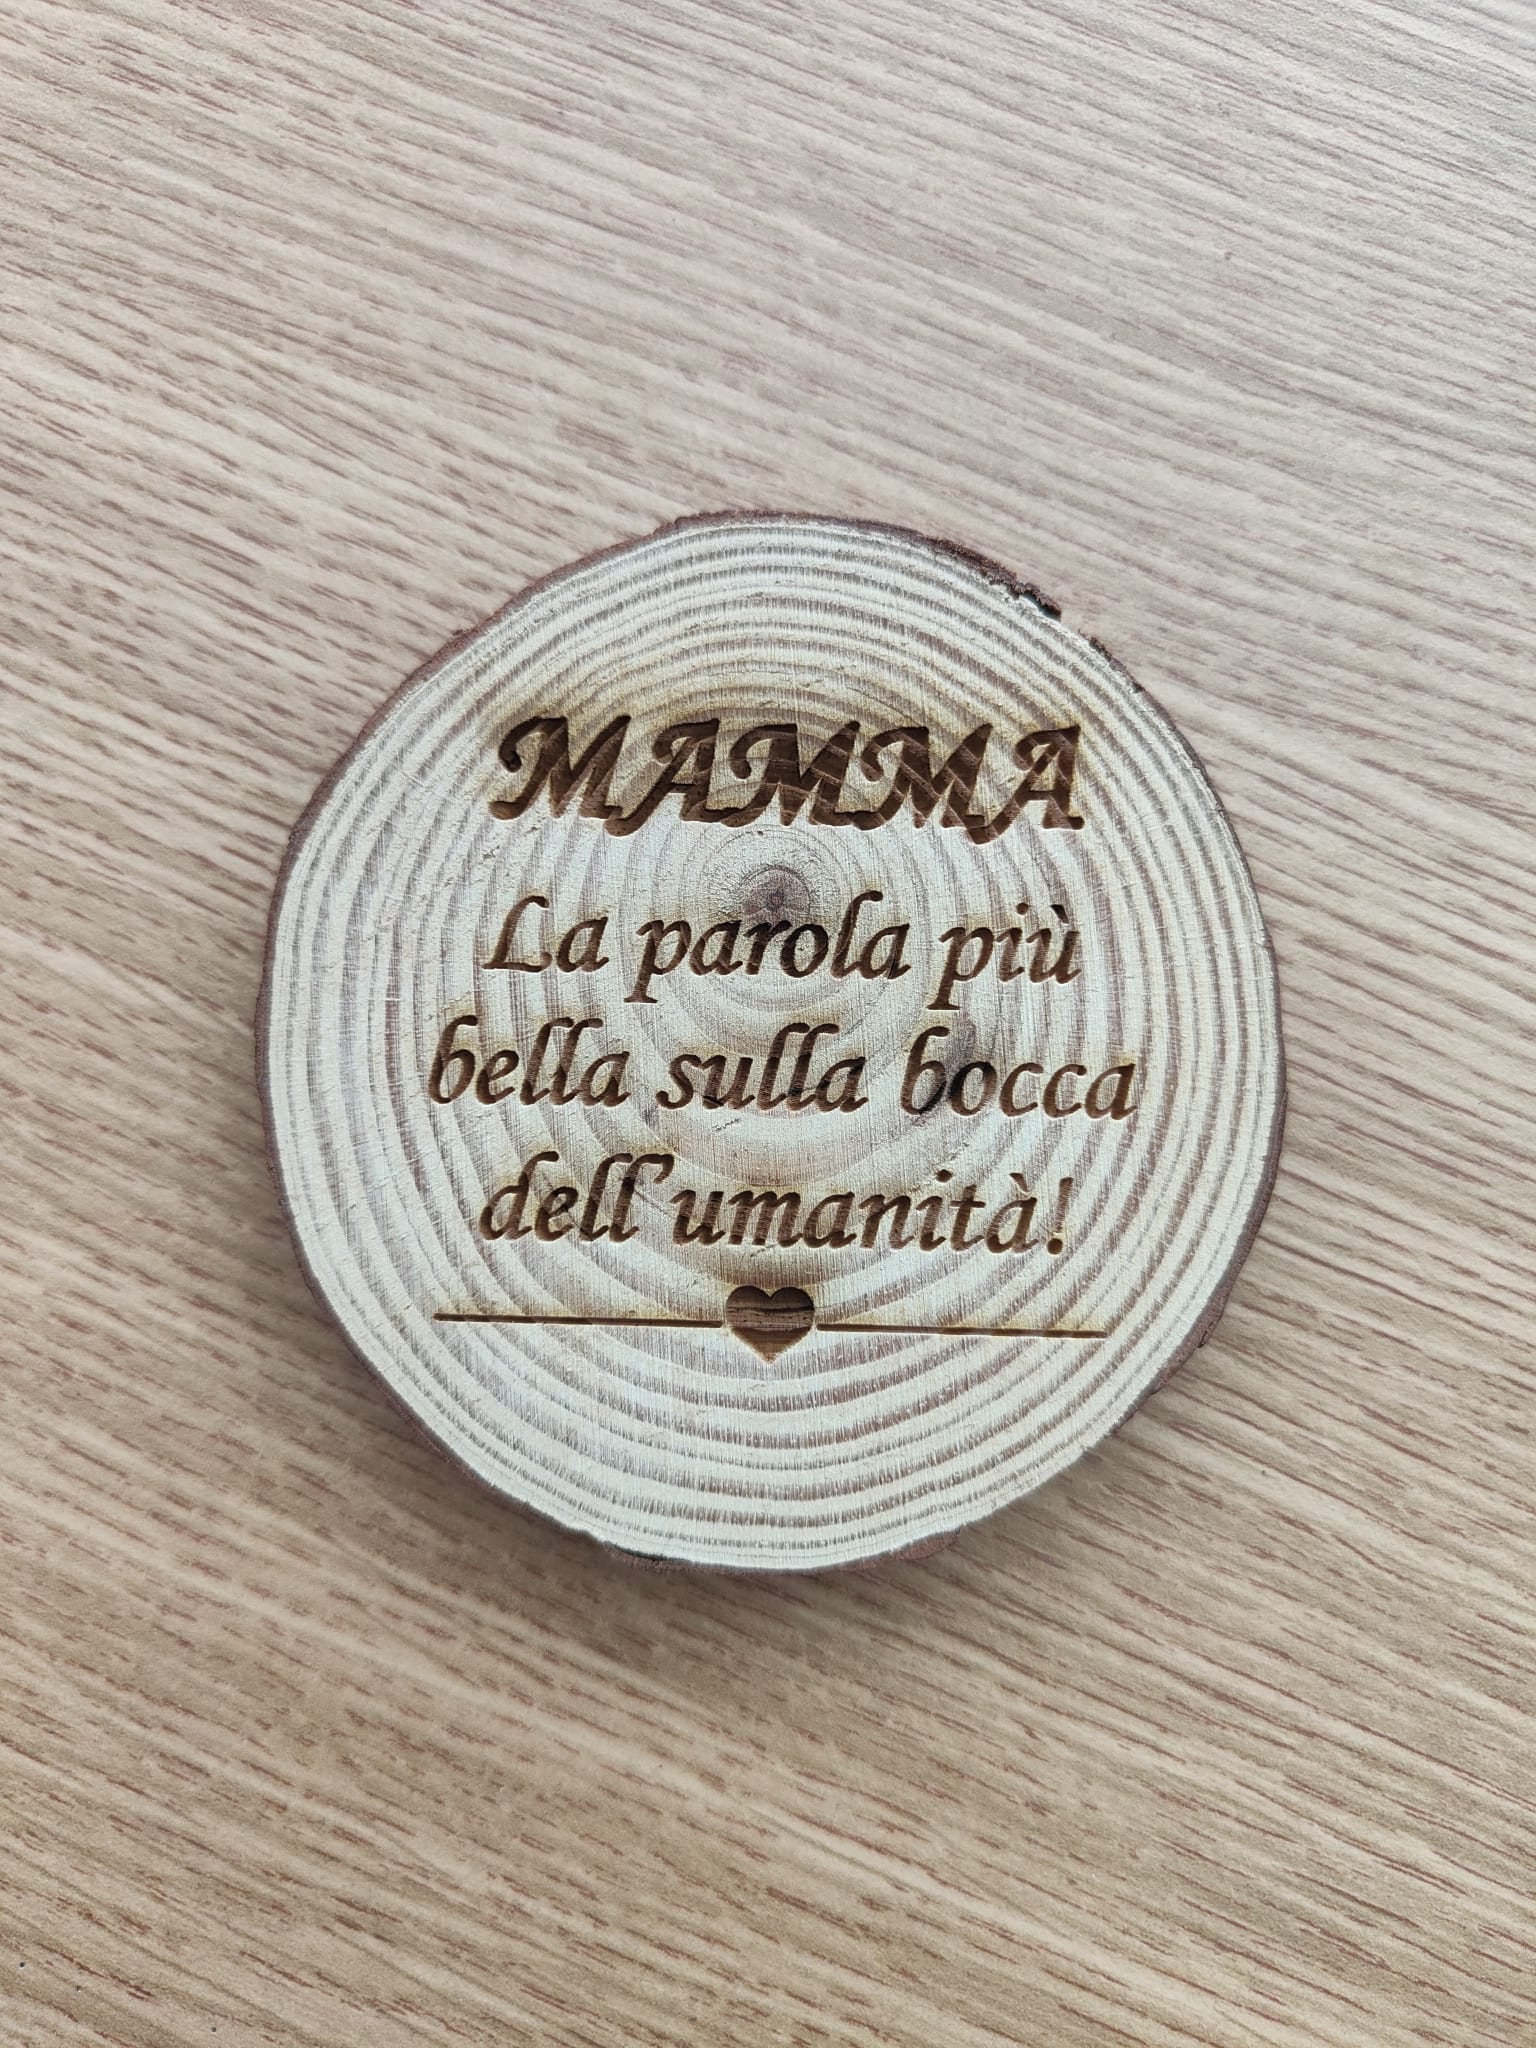 MAMMA
La parola più
bella sulla bocca
dell'umanità!